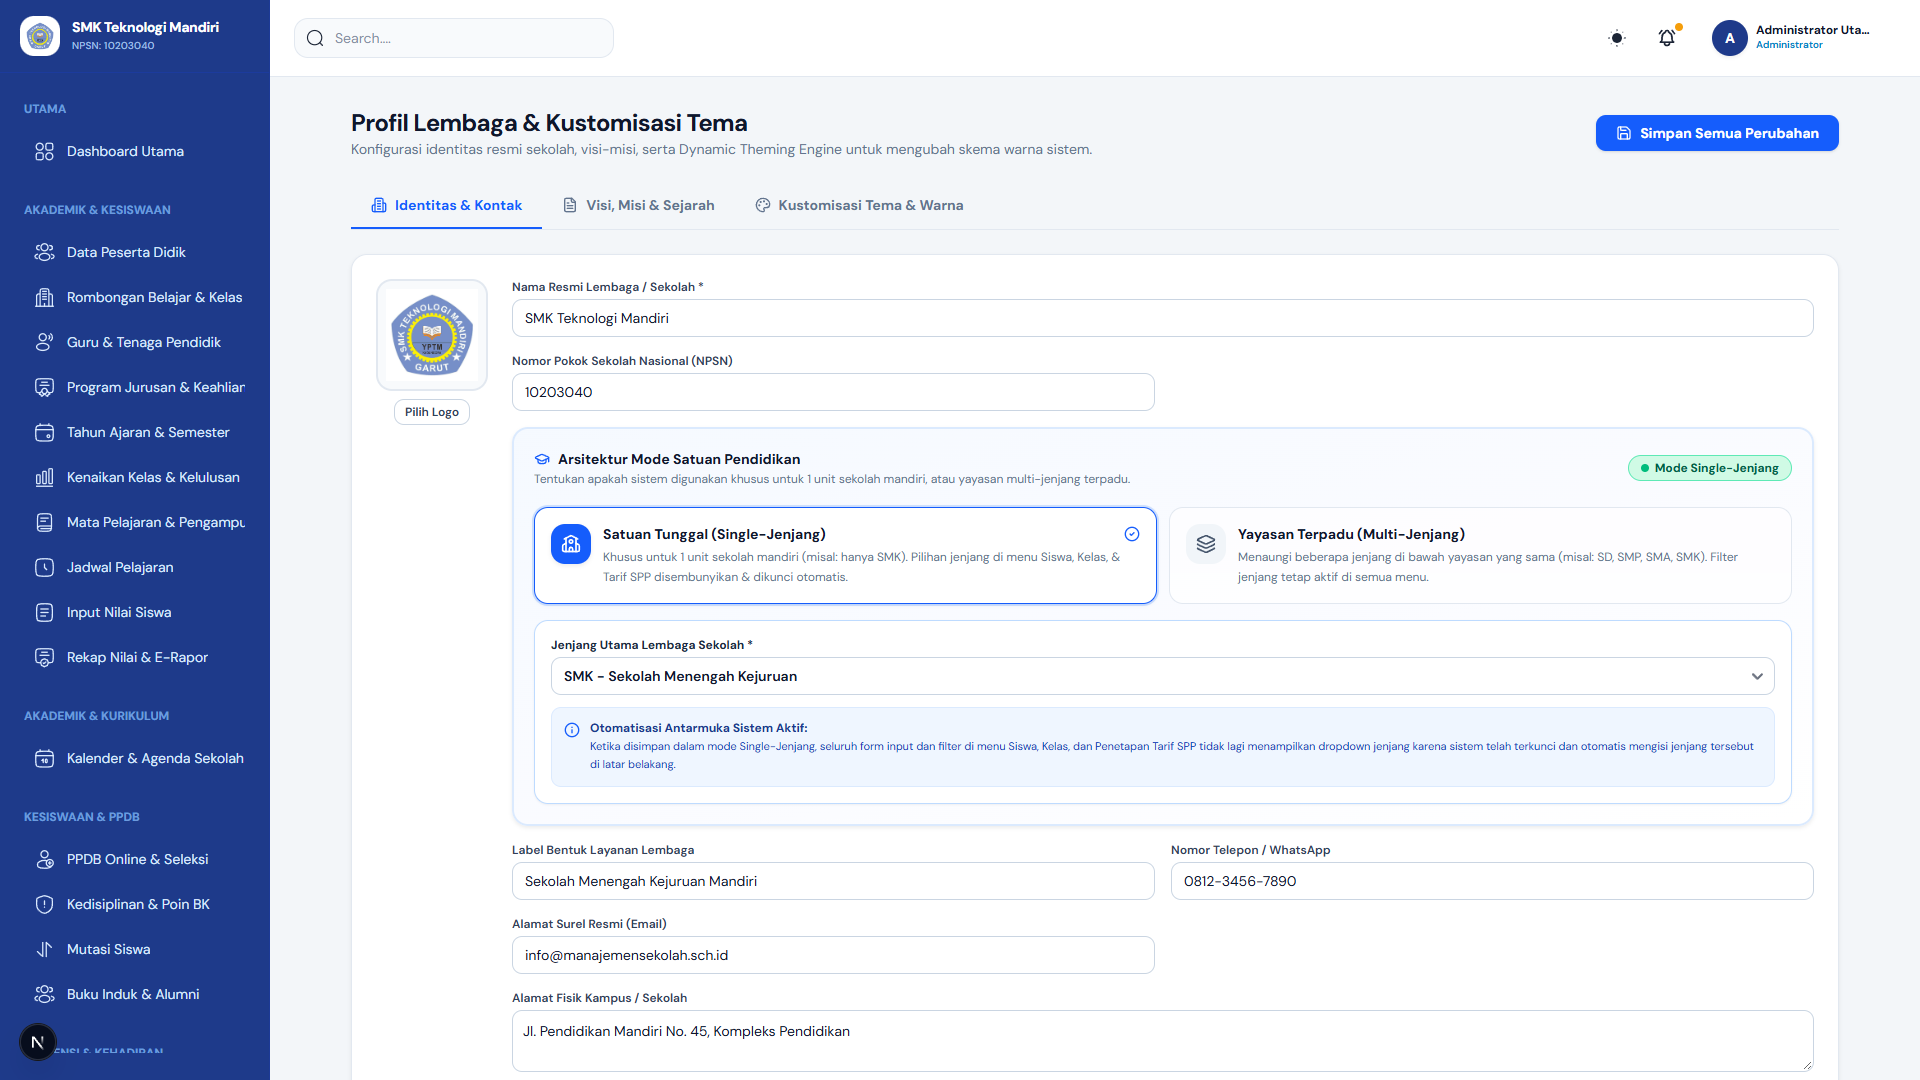 SMK Teknologi Mandiri
NPSN: 10203040
UTAMA
Dashboard Utama
AKADEMIK & KESISWAAN
Data Peserta Didik
Rombongan Belajar & Kelas
Guru & Tenaga Pendidik
Program Jurusan & Keahlian
Tahun Ajaran & Semester
Kenaikan Kelas & Kelulusan
Mata Pelajaran & Pengampu
Jadwal Pelajaran
Input Nilai Siswa
Rekap Nilai & E-Rapor
AKADEMIK & KURIKULUM
Kalender & Agenda Sekolah
KESISWAAN & PPDB
PPDB Online & Seleksi
Kedisiplinan & Poin BK
Mutasi Siswa
Buku Induk & Alumni
N
ENSI & KEHADIRAN
Search....
A
Administrator Uta...
Administrator
Profil Lembaga & Kustomisasi Tema
Konfigurasi identitas resmi sekolah, visi-misi, serta Dynamic Theming Engine untuk mengubah skema warna sistem.
Simpan Semua Perubahan
Identitas & Kontak
Visi, Misi & Sejarah
Kustomisasi Tema & Warna
SMK TEKNOLOGI MANDIRI
YPTM
GARUT
Pilih Logo
Nama Resmi Lembaga / Sekolah *
SMK Teknologi Mandiri
Nomor Pokok Sekolah Nasional (NPSN)
10203040
Arsitektur Mode Satuan Pendidikan
Tentukan apakah sistem digunakan khusus untuk 1 unit sekolah mandiri, atau yayasan multi-jenjang terpadu.
Mode Single-Jenjang
Satuan Tunggal (Single-Jenjang)
Khusus untuk 1 unit sekolah mandiri (misal: hanya SMK). Pilihan jenjang di menu Siswa, Kelas, &
Tarif SPP disembunyikan & dikunci otomatis.
Yayasan Terpadu (Multi-Jenjang)
Menaungi beberapa jenjang di bawah yayasan yang sama (misal: SD, SMP, SMA, SMK). Filter
jenjang tetap aktif di semua menu.
Jenjang Utama Lembaga Sekolah *
SMK - Sekolah Menengah Kejuruan
Otomatisasi Antarmuka Sistem Aktif:
Ketika disimpan dalam mode Single-Jenjang, seluruh form input dan filter di menu Siswa, Kelas, dan Penetapan Tarif SPP tidak lagi menampilkan dropdown jenjang karena sistem telah terkunci dan otomatis mengisi jenjang tersebut
di latar belakang.
Label Bentuk Layanan Lembaga
Sekolah Menengah Kejuruan Mandiri
Nomor Telepon / WhatsApp
0812-3456-7890
Alamat Surel Resmi (Email)
info@manajemensekolah.sch.id
Alamat Fisik Kampus / Sekolah
Jl. Pendidikan Mandiri No. 45, Kompleks Pendidikan